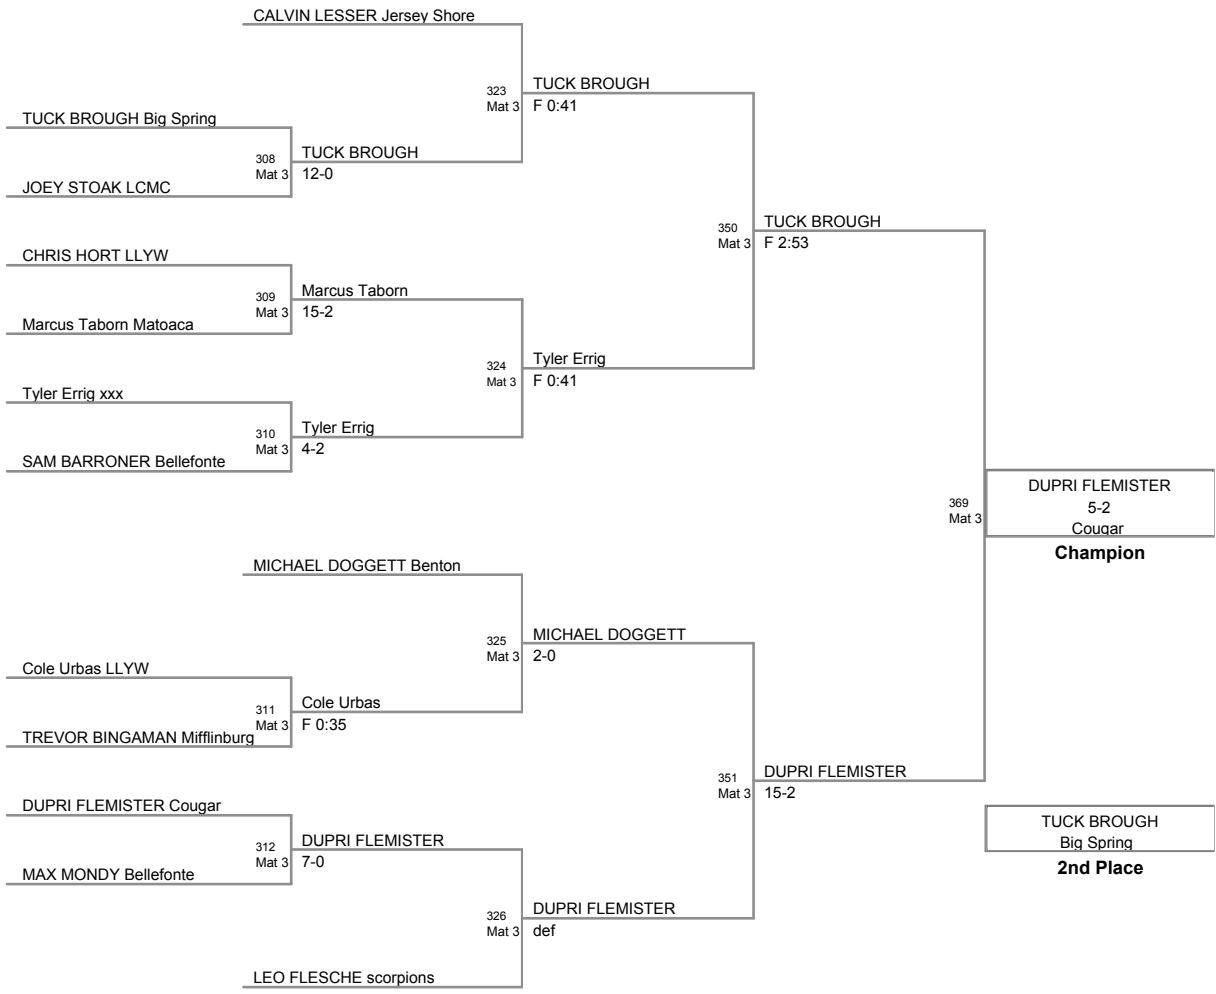 CALVIN LESSER Jersey Shore
323
Mat 3
TUCK BROUGH
F 0:41
TUCK BROUGH Big Spring
308
Mat 3
TUCK BROUGH
12-0
JOEY STOAK LCMC
350
Mat 3
TUCK BROUGH
F 2:53
CHRIS HORT LLYW
309
Mat 3
Marcus Taborn
15-2
Marcus Taborn Matoaca
324
Mat 3
Tyler Errig
F 0:41
Tyler Errig xxx
310
Mat 3
Tyler Errig
4-2
SAM BARRONER Bellefonte
369
Mat 3
DUPRI FLEMISTER
5-2
Cougar
Champion
MICHAEL DOGGETT Benton
325
Mat 3
MICHAEL DOGGETT
2-0
Cole Urbas LLYW
311
Mat 3
Cole Urbas
F 0:35
TREVOR BINGAMAN Mifflinburg
351
Mat 3
DUPRI FLEMISTER
15-2
DUPRI FLEMISTER Cougar
312
Mat 3
DUPRI FLEMISTER
7-0
MAX MONDY Bellefonte
TUCK BROUGH
Big Spring
2nd Place
326
Mat 3
DUPRI FLEMISTER
def
LEO FLESCHE scorpions